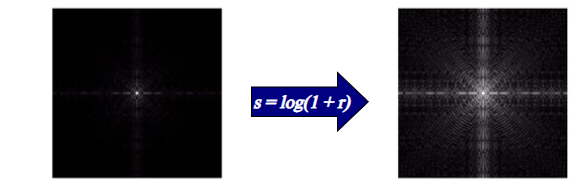 s = log(1 + r)